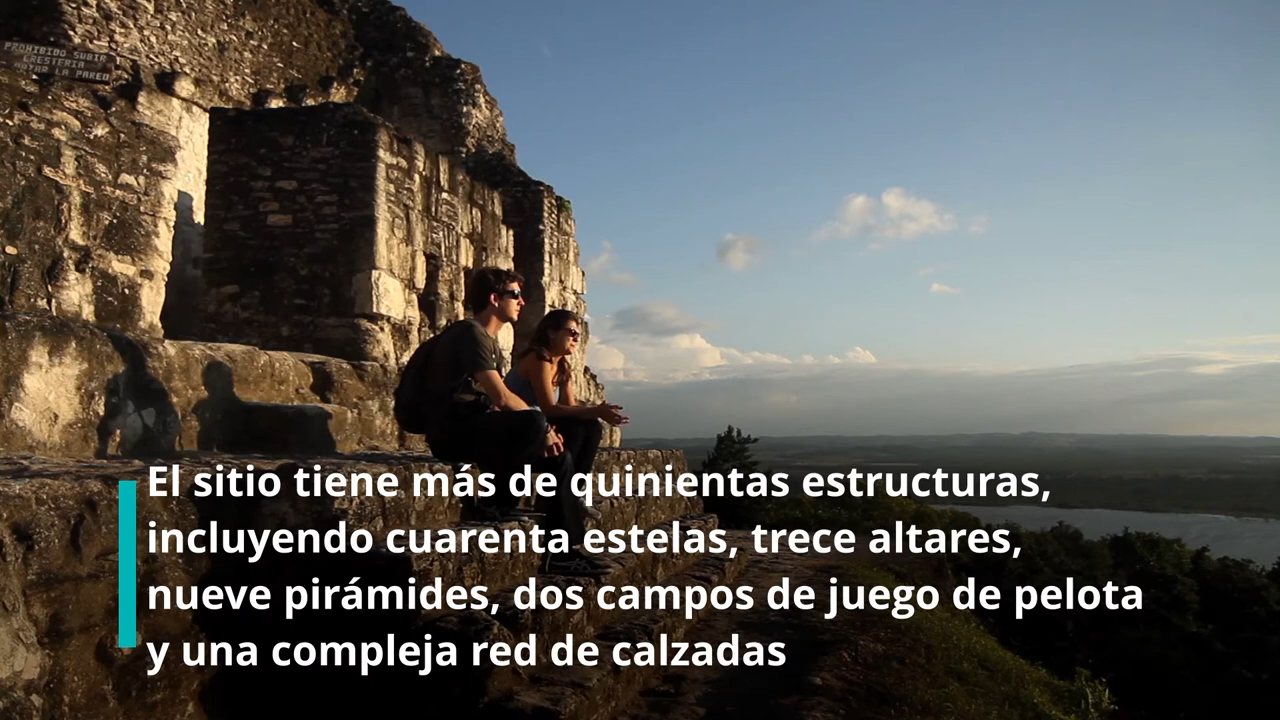 PROHIBIDO SUBIR
CRESTERIA
BOTAR LA PARED
El sitio tiene más de quinientas estructuras,
incluyendo cuarenta estelas, trece altares,
nueve pirámides, dos campos de juego de pelota
y una compleja red de calzadas